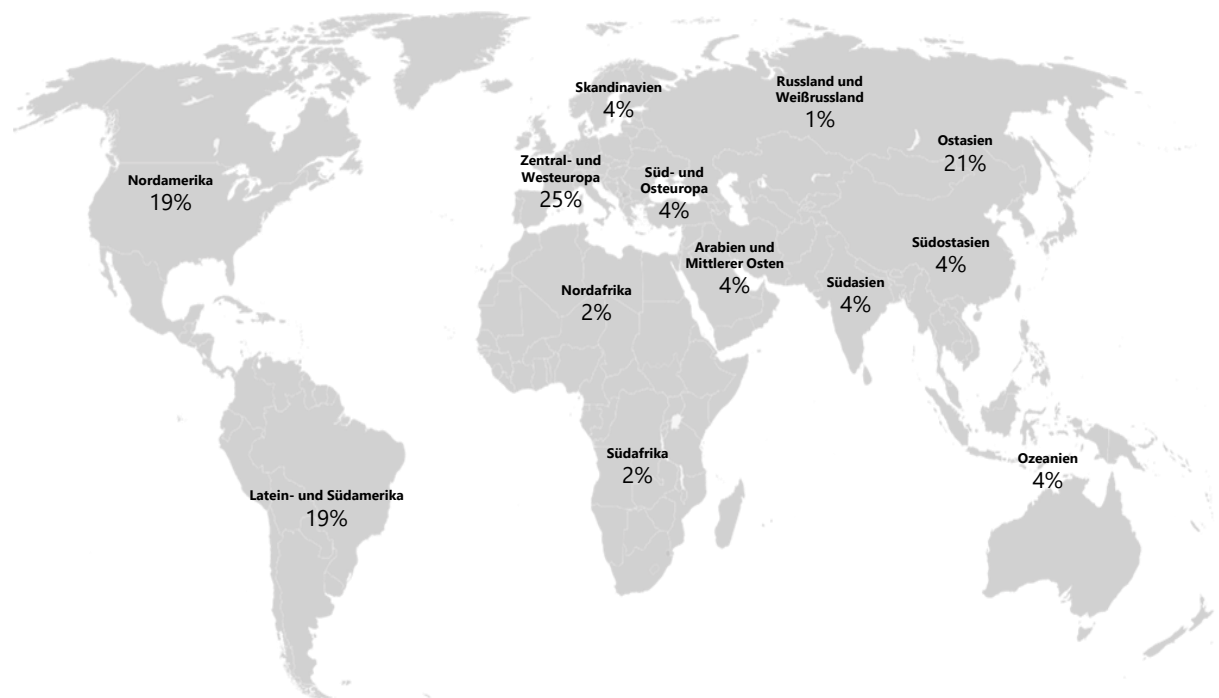 Skandinavien
4%
Russland und
Weißrussland
1%
Ostasien
21%
Nordamerika
19%
Zentral- und
Westeuropa
25%
Süd- und
Osteuropa
4%
Arabien und
Mittlerer Osten
4%
Südostasien
4%
Südasien
4%
Nordafrika
2%
Südafrika
2%
Ozeanien
4%
Latein- und Südamerika
19%